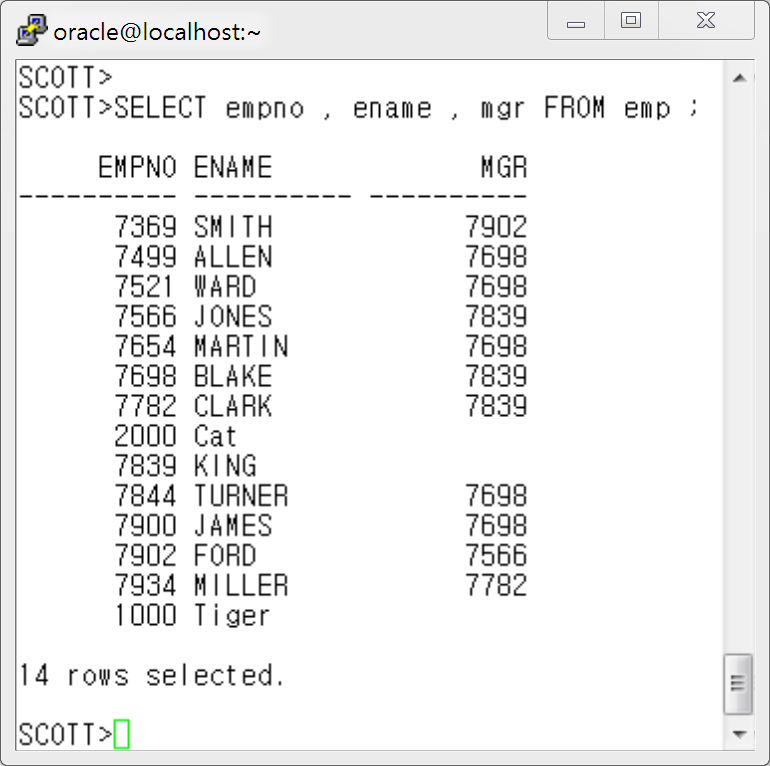 oracle@localhost:~
SCOTT>
SCOTT>SELECT empno , ename , mgr FROM emp ;
     EMPNO ENAME             MGR
---------- ---------- ----------
      7369 SMITH            7902
      7499 ALLEN            7698
      7521 WARD             7698
      7566 JONES            7839
      7654 MARTIN           7698
      7698 BLAKE            7839
      7782 CLARK            7839
      2000 Cat
      7839 KING
      7844 TURNER           7698
      7900 JAMES            7698
      7902 FORD             7566
      7934 MILLER           7782
      1000 Tiger
14 rows selected.
SCOTT>